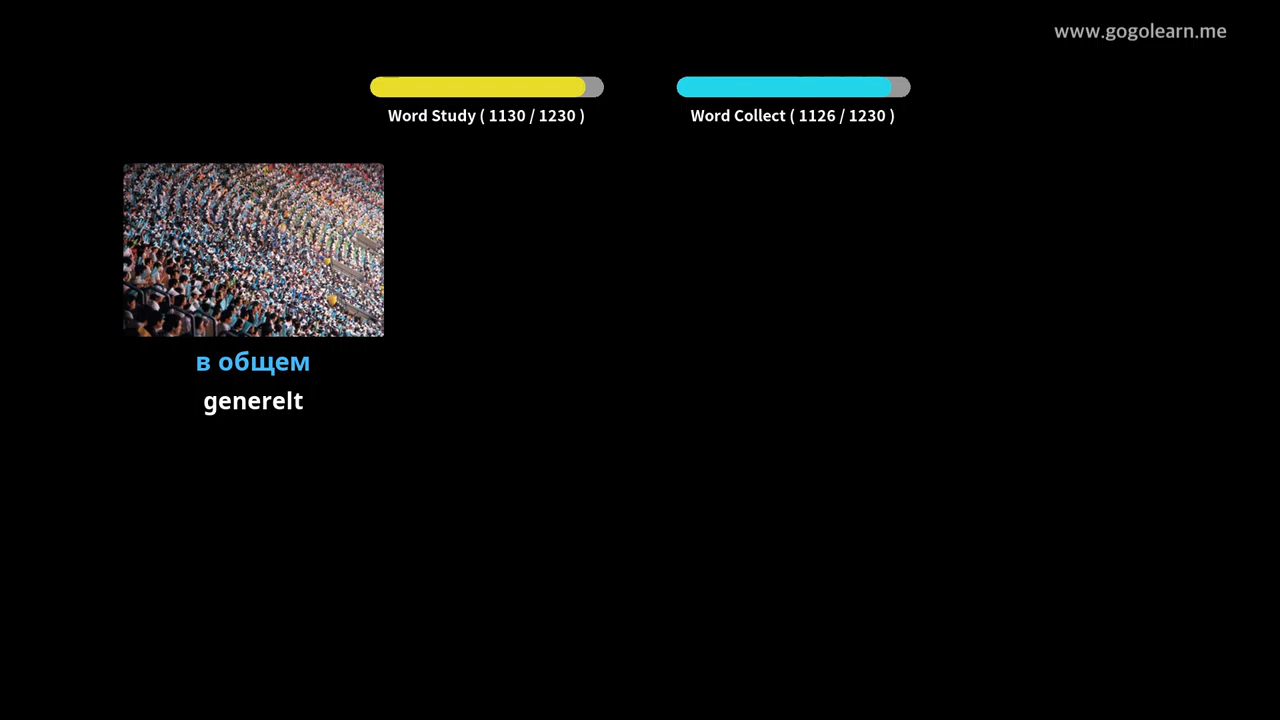 www.gogolearn.me
Word Study ( 1130 / 1230 )
Word Collect ( 1126 / 1230 )
в общем
generelt